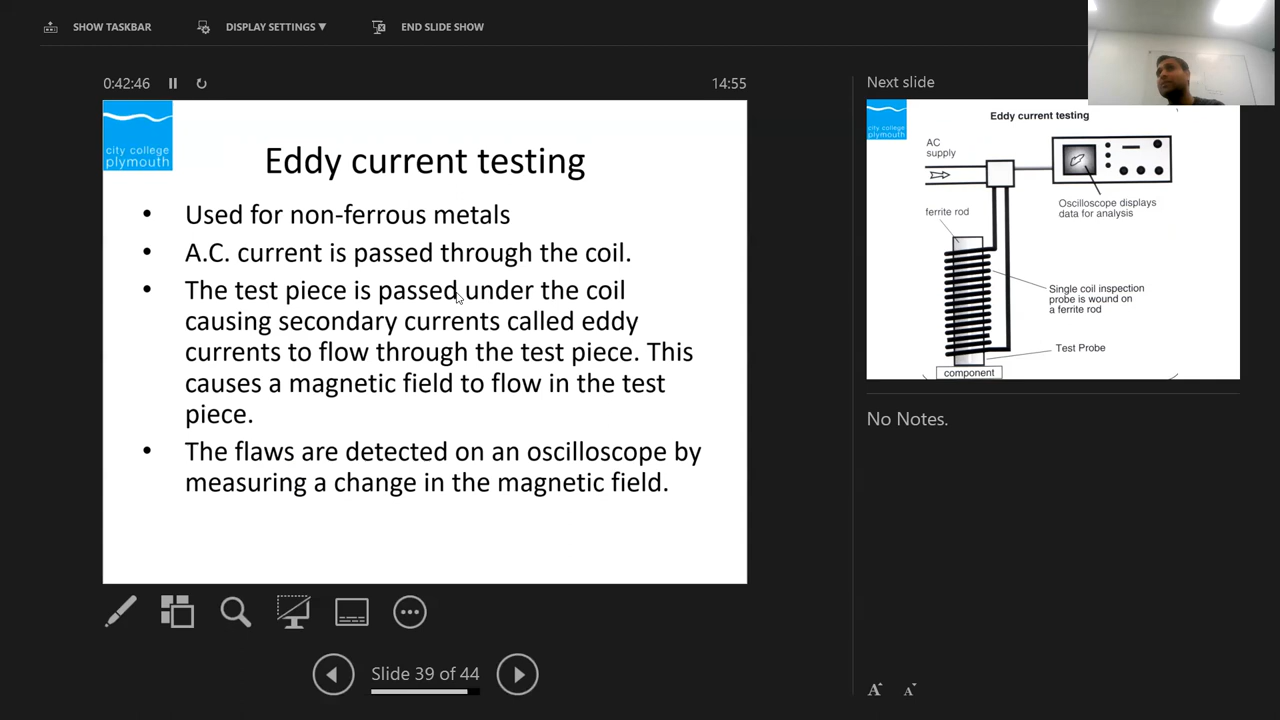 SHOW TASKBAR
DISPLAY SETTINGS ▼
END SLIDE SHOW
0:42:46
14:55
city college
plymouth
Eddy current testing
• Used for non-ferrous metals
• A.C. current is passed through the coil.
• The test piece is passed under the coil
causing secondary currents called eddy
currents to flow through the test piece. This
causes a magnetic field to flow in the test
piece.
• The flaws are detected on an oscilloscope by
measuring a change in the magnetic field.
Slide 39 of 44
Next slide
city college
plymouth
Eddy current testing
AC
supply
Oscilloscope displays
data for analysis
ferrite rod
Single coil inspection
probe is wound on
a ferrite rod
Test Probe
component
No Notes.
A A